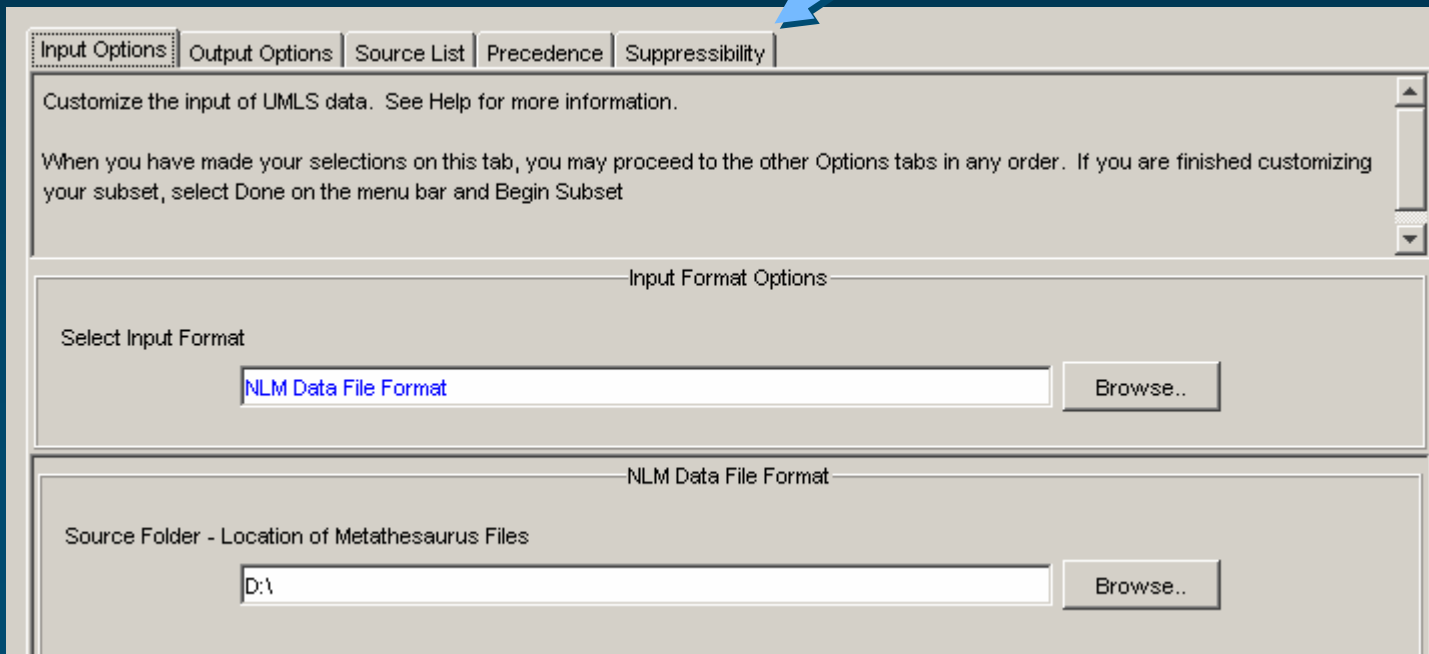 Input Options Output Options Source List Precedence Suppressibility
Customize the input of UMLS data. See Help for more information.
When you have made your selections on this tab, you may proceed to the other Options tabs in any order. If you are finished customizing
your subset, select Done on the menu bar and Begin Subset
Input Format Options
Select Input Format
NLM Data File Format Browse..
NLM Data File Format
Source Folder - Location of Metathesaurus Files
D:\ Browse..